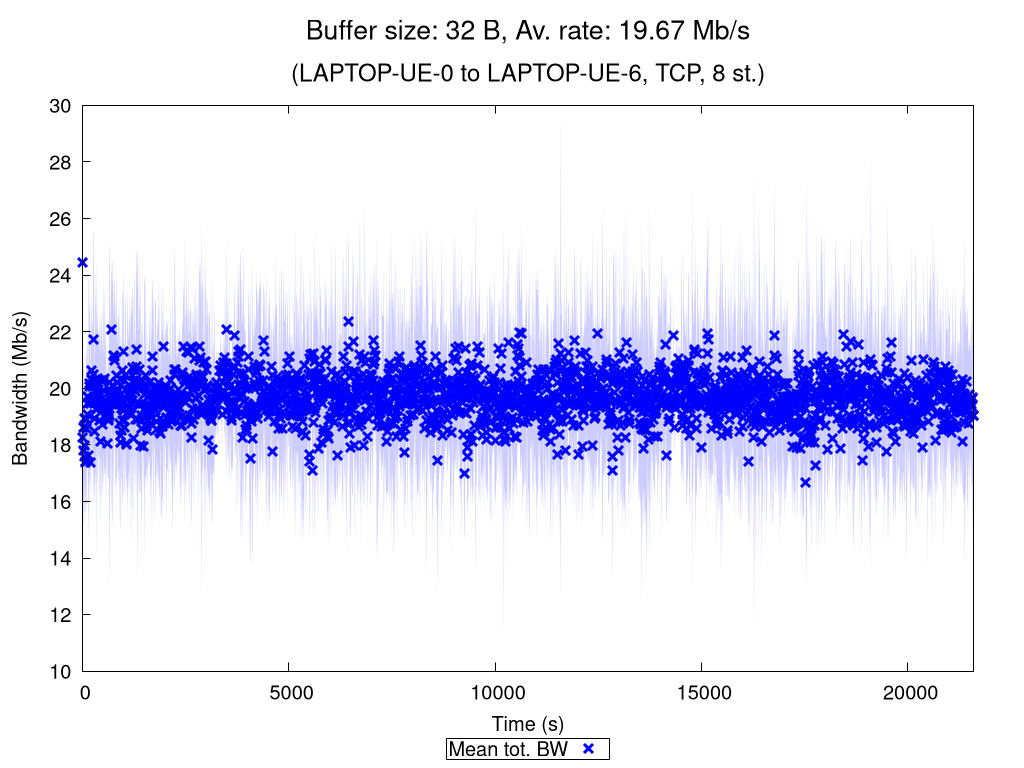 Buffer size: 32 B, Av. rate: 19.67 Mb/s
(LAPTOP-UE-0 to LAPTOP-UE-6, TCP, 8 st.)
30
28
26
24
22
20
18
16
14
12
10
Bandwidth (Mb/s)
0 5000 10000 15000 20000
Time (s)
Mean tot. BW